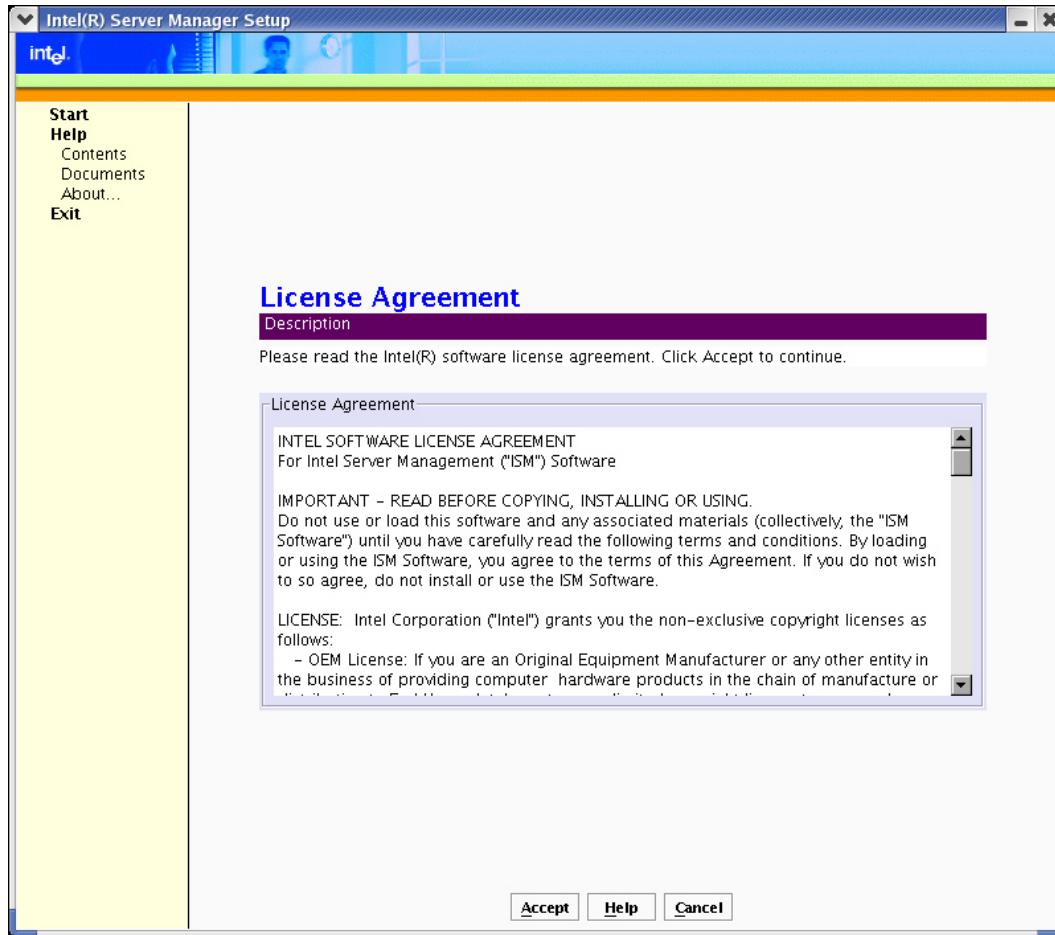 Intel(R) Server Manager Setup
intel.
Start
Help
Contents
Documents
About...
Exit
License Agreement
Description
Please read the Intel(R) software license agreement. Click Accept to continue.
License Agreement
INTEL SOFTWARE LICENSE AGREEMENT
For Intel Server Management ("ISM") Software
IMPORTANT - READ BEFORE COPYING, INSTALLING OR USING.
Do not use or load this software and any associated materials (collectively, the "ISM
Software") until you have carefully read the following terms and conditions. By loading
or using the ISM Software, you agree to the terms of this Agreement. If you do not wish
to so agree, do not install or use the ISM Software.
LICENSE:  Intel Corporation ("Intel") grants you the non-exclusive copyright licenses as
follows:
- OEM License: If you are an Original Equipment Manufacturer or any other entity in
the business of providing computer  hardware products in the chain of manufacture or
Accept Help Cancel